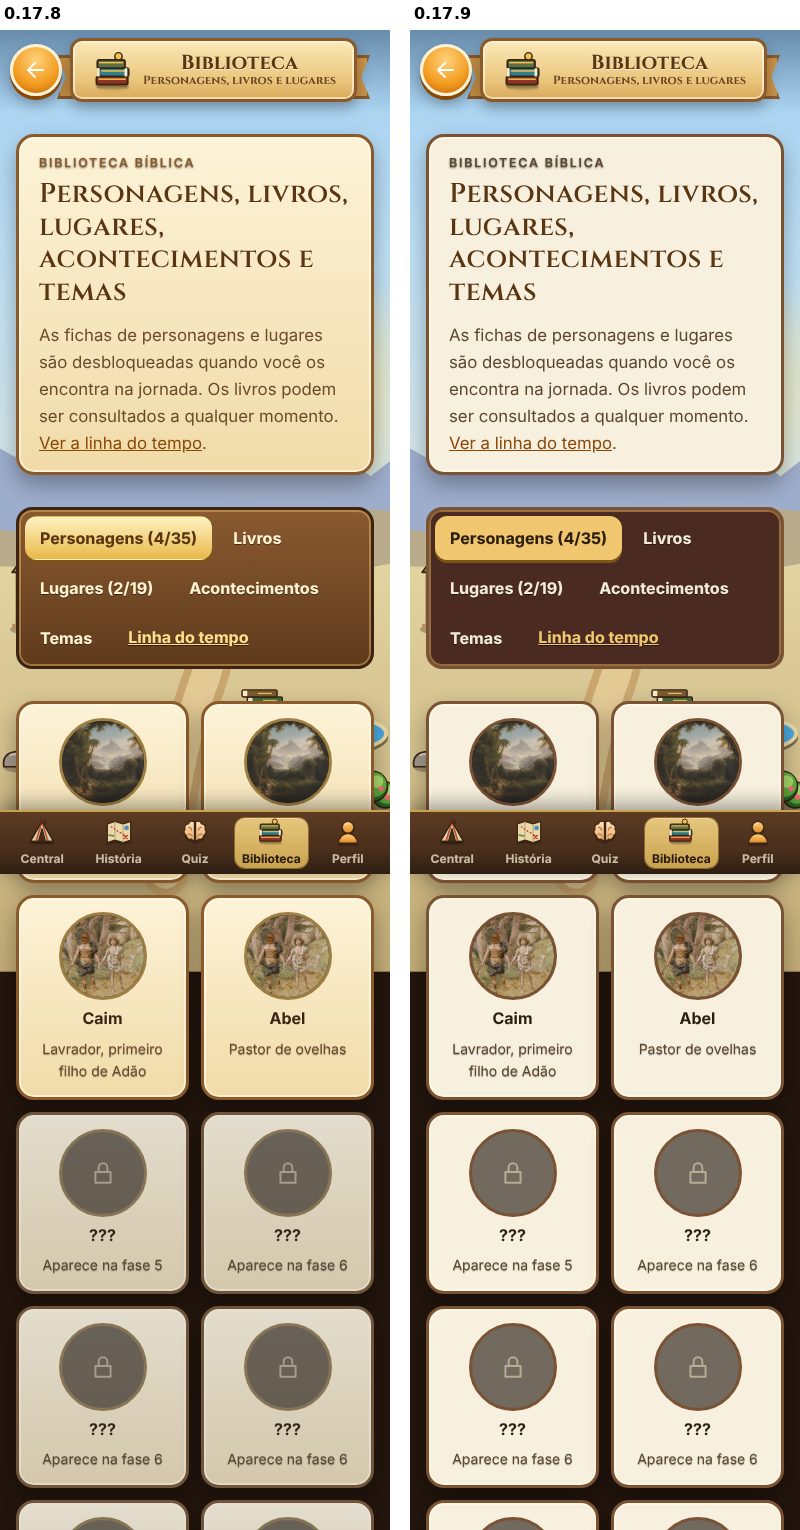 0.17.8
BIBLIOTECA
PERSONAGENS, LIVROS E LUGARES
BIBLIOTECA BÍBLICA
PERSONAGENS, LIVROS,
LUGARES,
ACONTECIMENTOS E
TEMAS
As fichas de personagens e lugares
são desbloqueadas quando você os
encontra na jornada. Os livros podem
ser consultados a qualquer momento.
Ver a linha do tempo.
Personagens (4/35) Livros
Lugares (2/19) Acontecimentos
Temas Linha do tempo
Central História Quiz Biblioteca Perfil
Caim Abel
Lavrador, primeiro Pastor de ovelhas
filho de Adão
??? ???
Aparece na fase 5 Aparece na fase 6
??? ???
Aparece na fase 6 Aparece na fase 6
0.17.9
BIBLIOTECA
PERSONAGENS, LIVROS E LUGARES
BIBLIOTECA BÍBLICA
PERSONAGENS, LIVROS,
LUGARES,
ACONTECIMENTOS E
TEMAS
As fichas de personagens e lugares
são desbloqueadas quando você os
encontra na jornada. Os livros podem
ser consultados a qualquer momento.
Ver a linha do tempo.
Personagens (4/35) Livros
Lugares (2/19) Acontecimentos
Temas Linha do tempo
Central História Quiz Biblioteca Perfil
Caim Abel
Lavrador, primeiro Pastor de ovelhas
filho de Adão
??? ???
Aparece na fase 5 Aparece na fase 6
??? ???
Aparece na fase 6 Aparece na fase 6